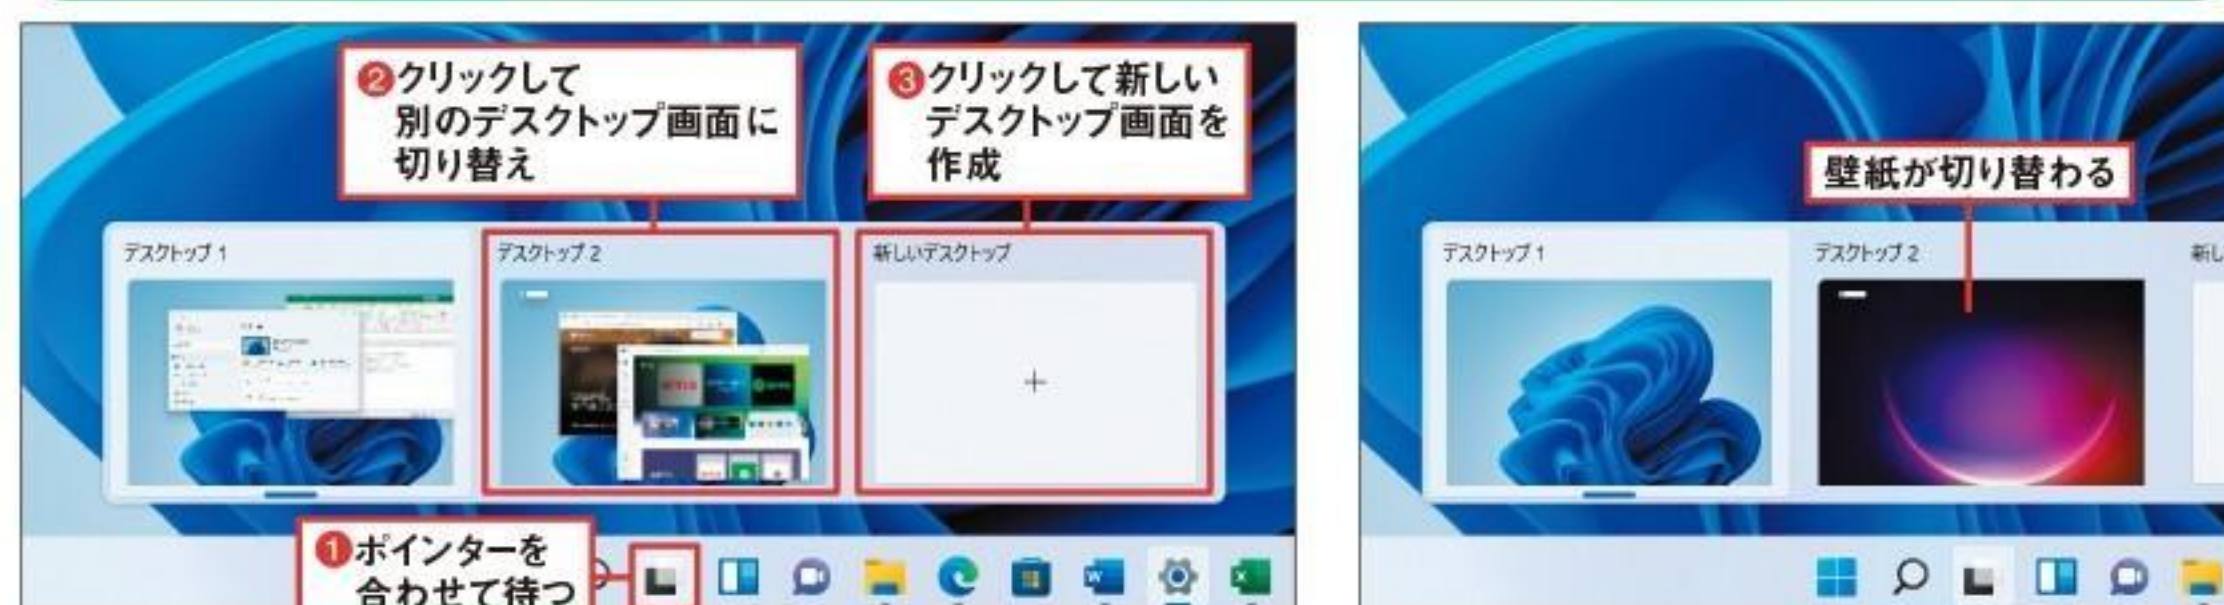 ❷クリックして
別のデスクトップ画面に
切り替え
❸クリックして新しい
デスクトップ画面を
作成
デスクトップ 1
デスクトップ 2
新しいデスクトップ
❶ポインターを
合わせて待つ
壁紙が切り替わる
デスクトップ 1
デスクトップ 2
新し